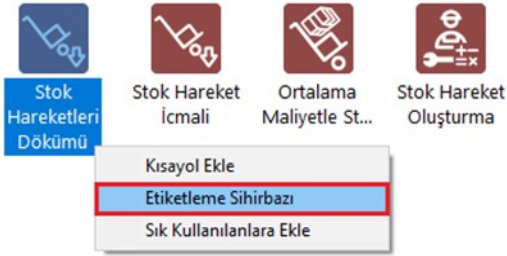 Stok
Hareketleri
Dökümü
Stok Hareket
İcmali
Ortalama
Maliyetle St...
Stok Hareket
Oluşturma
Kısayol Ekle
Etiketleme Sihirbazı
Sık Kullanılanlara Ekle